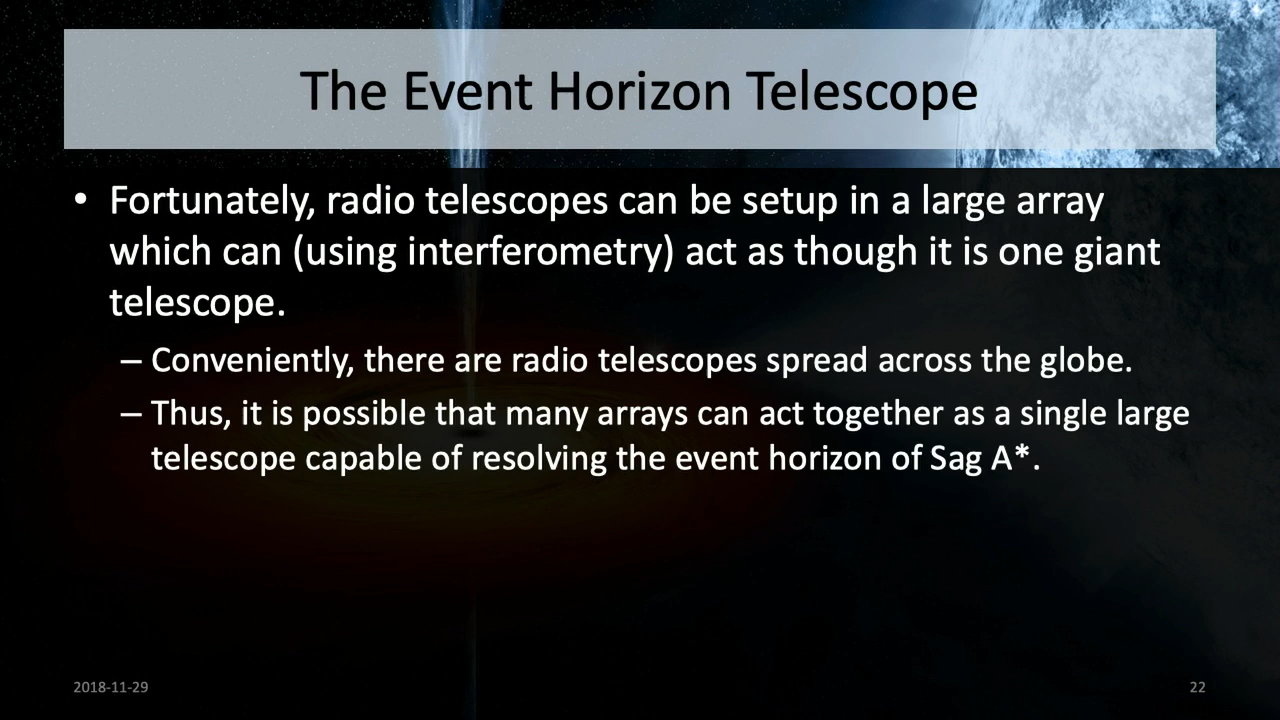 The Event Horizon Telescope
• Fortunately, radio telescopes can be setup in a large array
which can (using interferometry) act as though it is one giant
telescope.
– Conveniently, there are radio telescopes spread across the globe.
– Thus, it is possible that many arrays can act together as a single large
telescope capable of resolving the event horizon of Sag A*.
2018-11-29
22